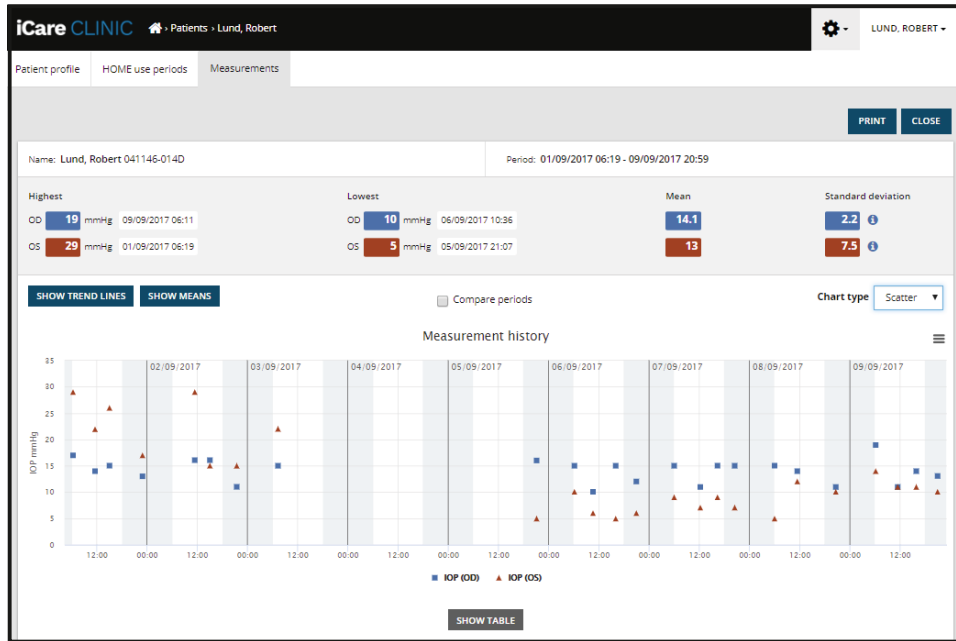 iCare CLINIC › Patients › Lund, Robert LUND, ROBERT
Patient profile HOME use periods Measurements
PRINT CLOSE
Name: Lund, Robert 041146-014D Period: 01/09/2017 06:19 - 09/09/2017 20:59
Highest Lowest Mean Standard deviation
OD 19 mmHg 09/09/2017 06:11 OD 10 mmHg 06/09/2017 10:36 14.1 2.2
OS 29 mmHg 01/09/2017 06:19 OS 5 mmHg 05/09/2017 21:07 13 7.5
SHOW TREND LINES SHOW MEANS Compare periods Chart type Scatter
Measurement history
35 02/09/2017 03/09/2017 04/09/2017 05/09/2017 06/09/2017 07/09/2017 08/09/2017 09/09/2017
30
25
20
IOP mmHg
15
10
5
0
12:00 00:00 12:00 00:00 12:00 00:00 12:00 00:00 12:00 00:00 12:00 00:00 12:00 00:00 12:00 00:00 12:00
IOP (OD) IOP (OS)
SHOW TABLE